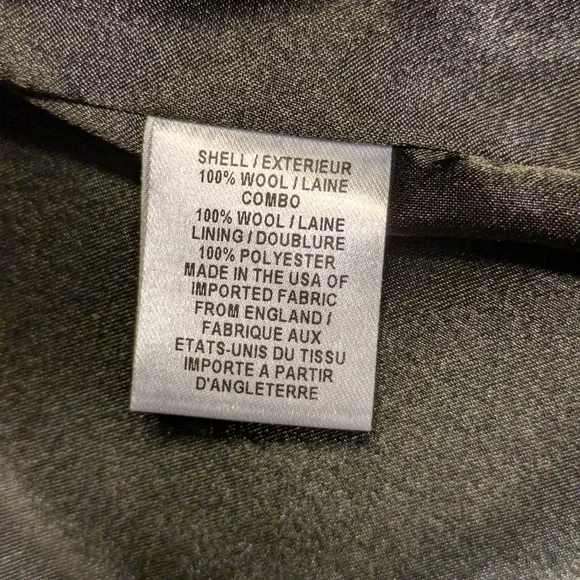 SHELL / EXTERIEUR
100% WOOL / LAINE
COMBO
100% WOOL / LAINE
LINING / DOUBLURE
100% POLYESTER
MADE IN THE USA OF
IMPORTED FABRIC
FROM ENGLAND /
FABRIQUE AUX
ETATS-UNIS DU TISSU
IMPORTE A PARTIR
D'ANGLETERRE